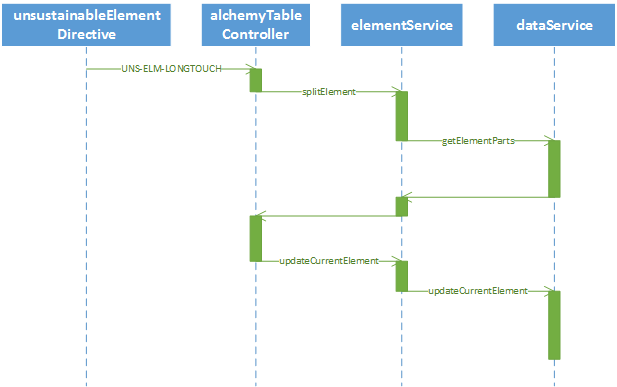 unsustainableElement
Directive
alchemyTable
Controller
elementService
dataService
UNS-ELM-LONGTOUCH
splitElement
getElementParts
updateCurrentElement
updateCurrentElement